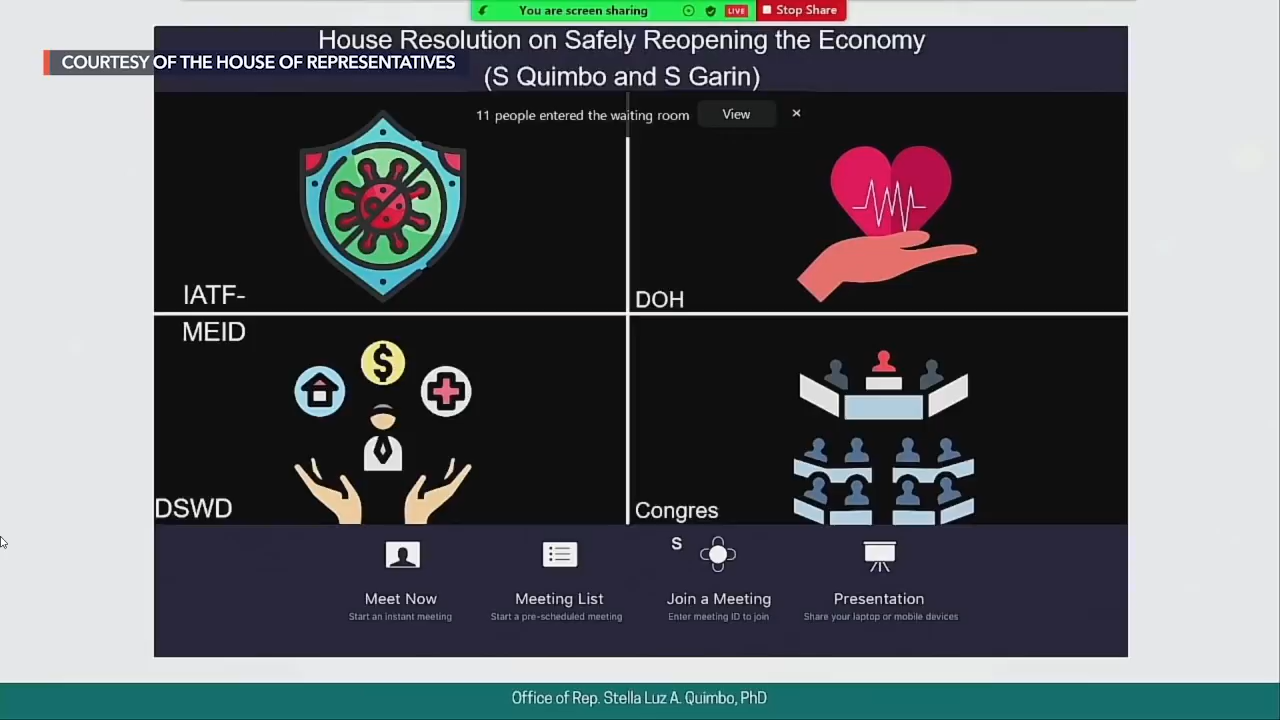 You are screen sharing
LIVE
Stop Share
House Resolution on Safely Reopening the Economy
COURTESY OF THE HOUSE OF REPRESENTATIVES
(S Quimbo and S Garin)
11 people entered the waiting room
View
IATF-
MEID
DOH
DSWD
Congres
S
Meet Now
Start an instant meeting
Meeting List
Start a pre-scheduled meeting
Join a Meeting
Enter meeting ID to join
Presentation
Share your laptop or mobile devices
Office of Rep. Stella Luz A. Quimbo, PhD